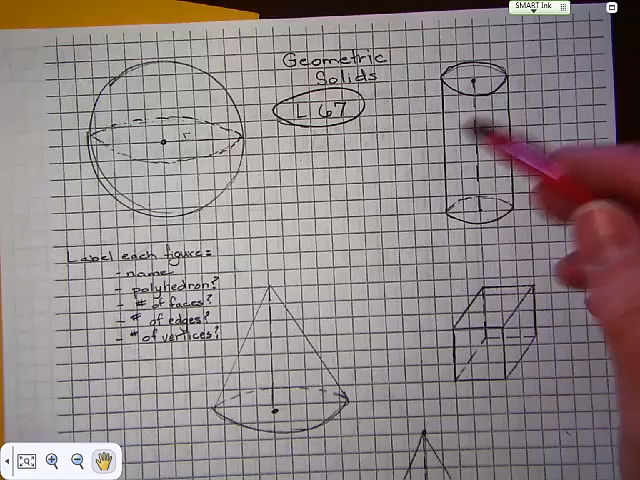 SMART Ink
Geometric
Solids
L 67
r
Label each figure:
- name
- polyhedron?
- # of faces?
- # of edges?
- # of vertices?